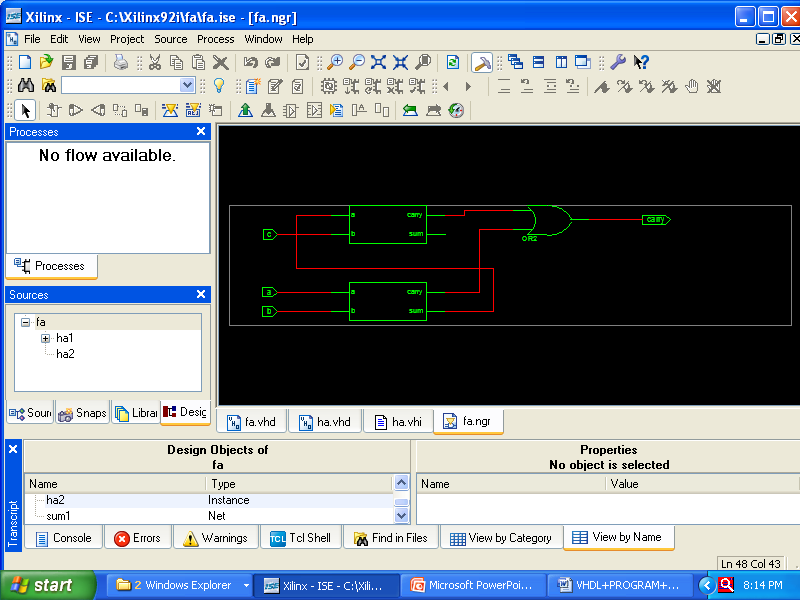 Xilinx - ISE - C:\Xilinx92i\fa\fa.ise - [fa.ngr]
File Edit View Project Source Process Window Help
Processes
No flow available.
Processes
Sources
fa
ha1
ha2
Sour Snaps Librar Desig
a carry
c b sum
OR2
carry
a a carry
b b sum
fa.vhd ha.vhd ha.vhi fa.ngr
Transcript
Design Objects of
fa
Name Type
ha2 Instance
sum1 Net
Properties
No object is selected
Name Value
Console Errors Warnings TCL Tcl Shell Find in Files View by Category View by Name
Ln 48 Col 43
start 2 Windows Explorer ISE Xilinx - ISE - C:\Xili... Microsoft PowerPoi... VHDL+PROGRAM+... 8:14 PM